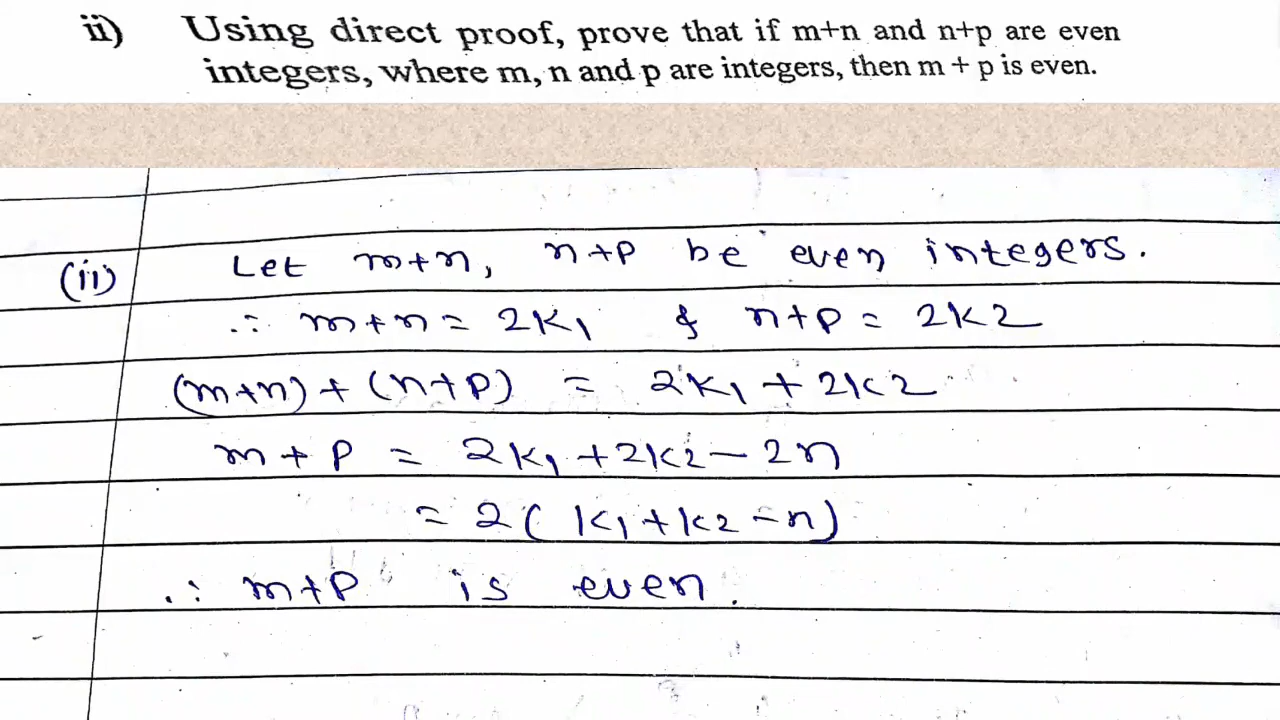 ii) Using direct proof, prove that if m+n and n+p are even
integers, where m, n and p are integers, then m + p is even.
(ii) Let m+n, n+p be even integers.
∴ m+n = 2K1 & n+p = 2K2
(m+n) + (n+p) = 2K1 + 2K2
m + p = 2K1 + 2K2 - 2n
= 2( K1 + K2 - n)
∴ m+p is even.